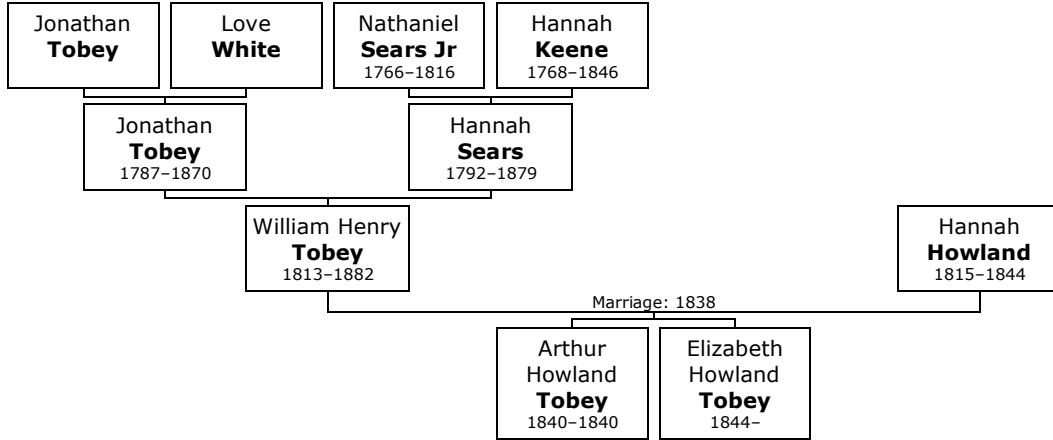 Jonathan
Tobey
Love
White
Nathaniel
Sears Jr
1766–1816
Hannah
Keene
1768–1846
Jonathan
Tobey
1787–1870
Hannah
Sears
1792–1879
William Henry
Tobey
1813–1882
Hannah
Howland
1815–1844
Marriage: 1838
Arthur
Howland
Tobey
1840–1840
Elizabeth
Howland
Tobey
1844–